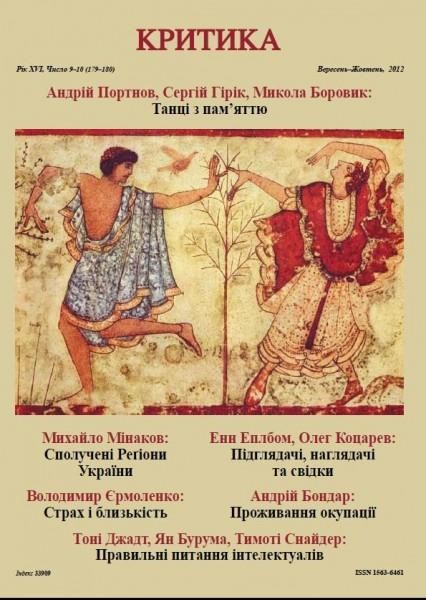 КРИТИКА
Рік XVI, Число 9–10 (179–180)
Вересень–Жовтень, 2012
Андрій Портнов, Сергій Гірік, Микола Боровик:
Танці з пам’яттю
Михайло Мінаков:
Сполучені Реґіони
України
Енн Еплбом, Олег Коцарев:
Підглядачі, наглядачі
та свідки
Володимир Єрмоленко:
Страх і близькість
Андрій Бондар:
Проживання окупації
Тоні Джадт, Ян Бурума, Тимоті Снайдер:
Правильні питання інтелектуалів
Індекс 33909
ISSN 1563-6461